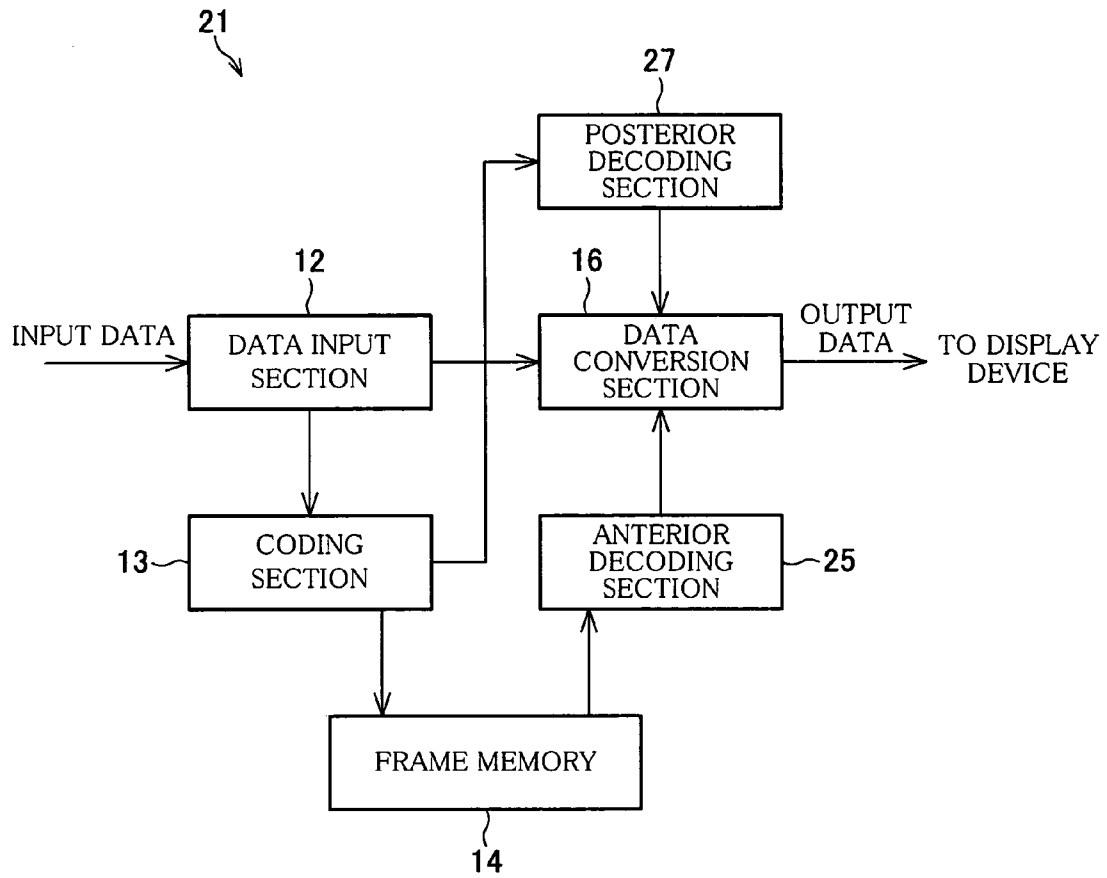 21
27
POSTERIOR
DECODING
SECTION
12
16
INPUT DATA
DATA INPUT
SECTION
DATA
CONVERSION
SECTION
OUTPUT
DATA
TO DISPLAY
DEVICE
13
CODING
SECTION
ANTERIOR
DECODING
SECTION
25
FRAME MEMORY
14